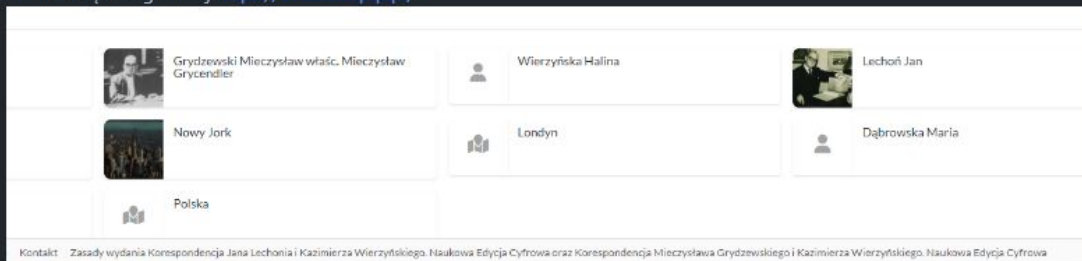 Grydzewski Mieczysław właśc. Mieczysław
Grycendler
Wierzyńska Halina
Lechoń Jan
Nowy Jork
Londyn
Dąbrowska Maria
Polska
Kontakt Zasady wydania Korespondencja Jana Lechonia i Kazimierza Wierzyńskiego. Naukowa Edycja Cyfrowa oraz Korespondencja Mieczysława Grydzewskiego i Kazimierza Wierzyńskiego. Naukowa Edycja Cyfrowa